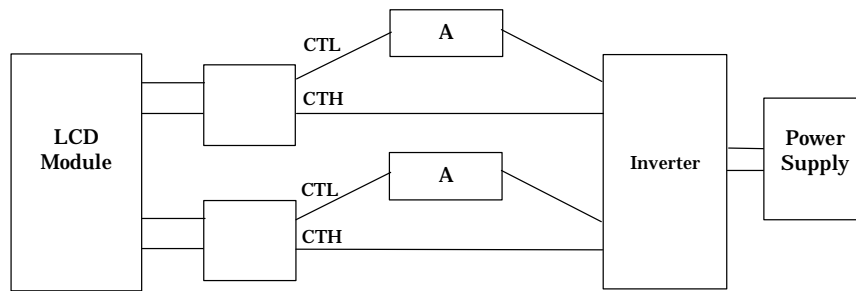 CTL
A
CTH
LCD
Module
Inverter
Power
Supply
CTL
A
CTH